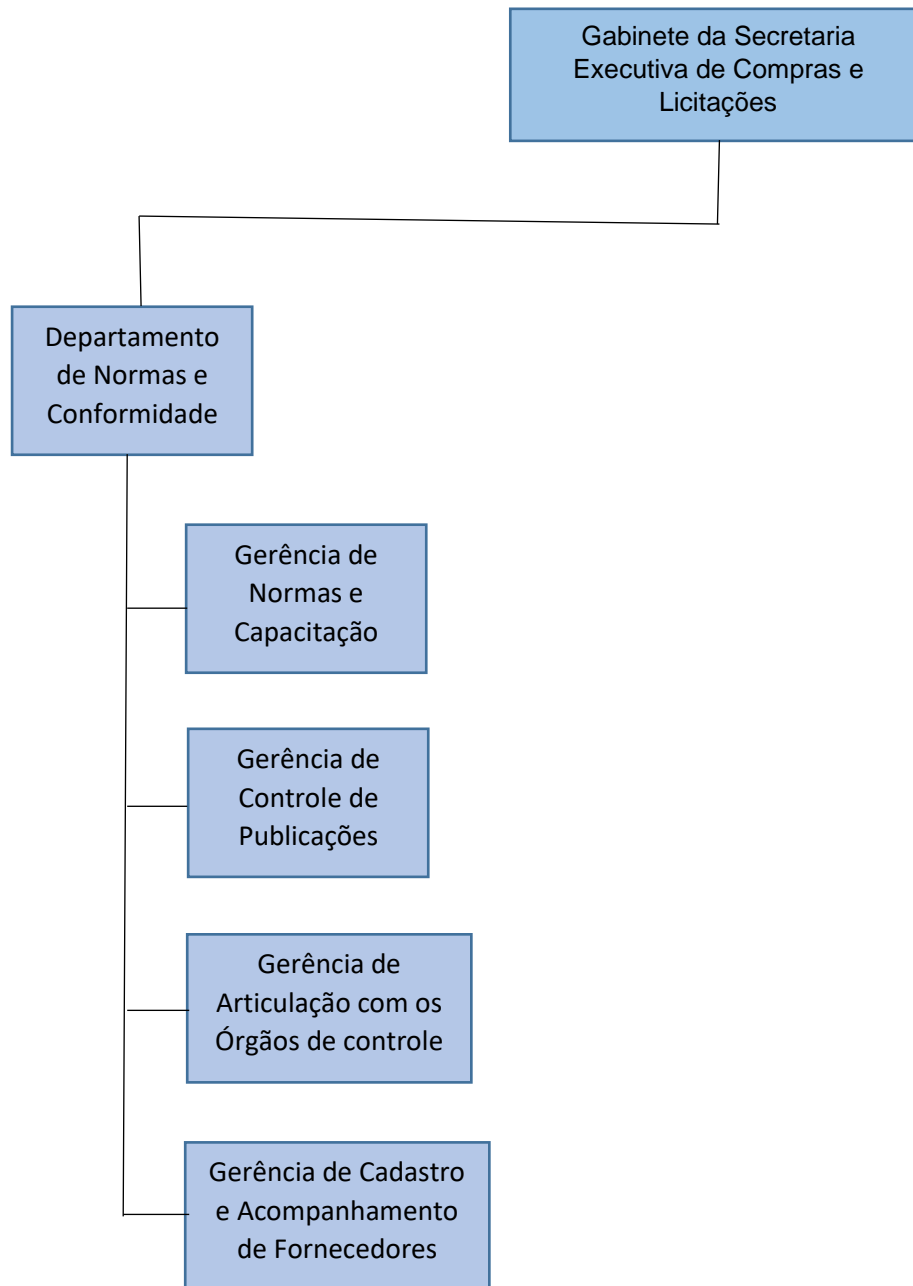 Gabinete da Secretaria
Executiva de Compras e
Licitações
Departamento
de Normas e
Conformidade
Gerência de
Normas e
Capacitação
Gerência de
Controle de
Publicações
Gerência de
Articulação com os
Órgãos de controle
Gerência de Cadastro
e Acompanhamento
de Fornecedores